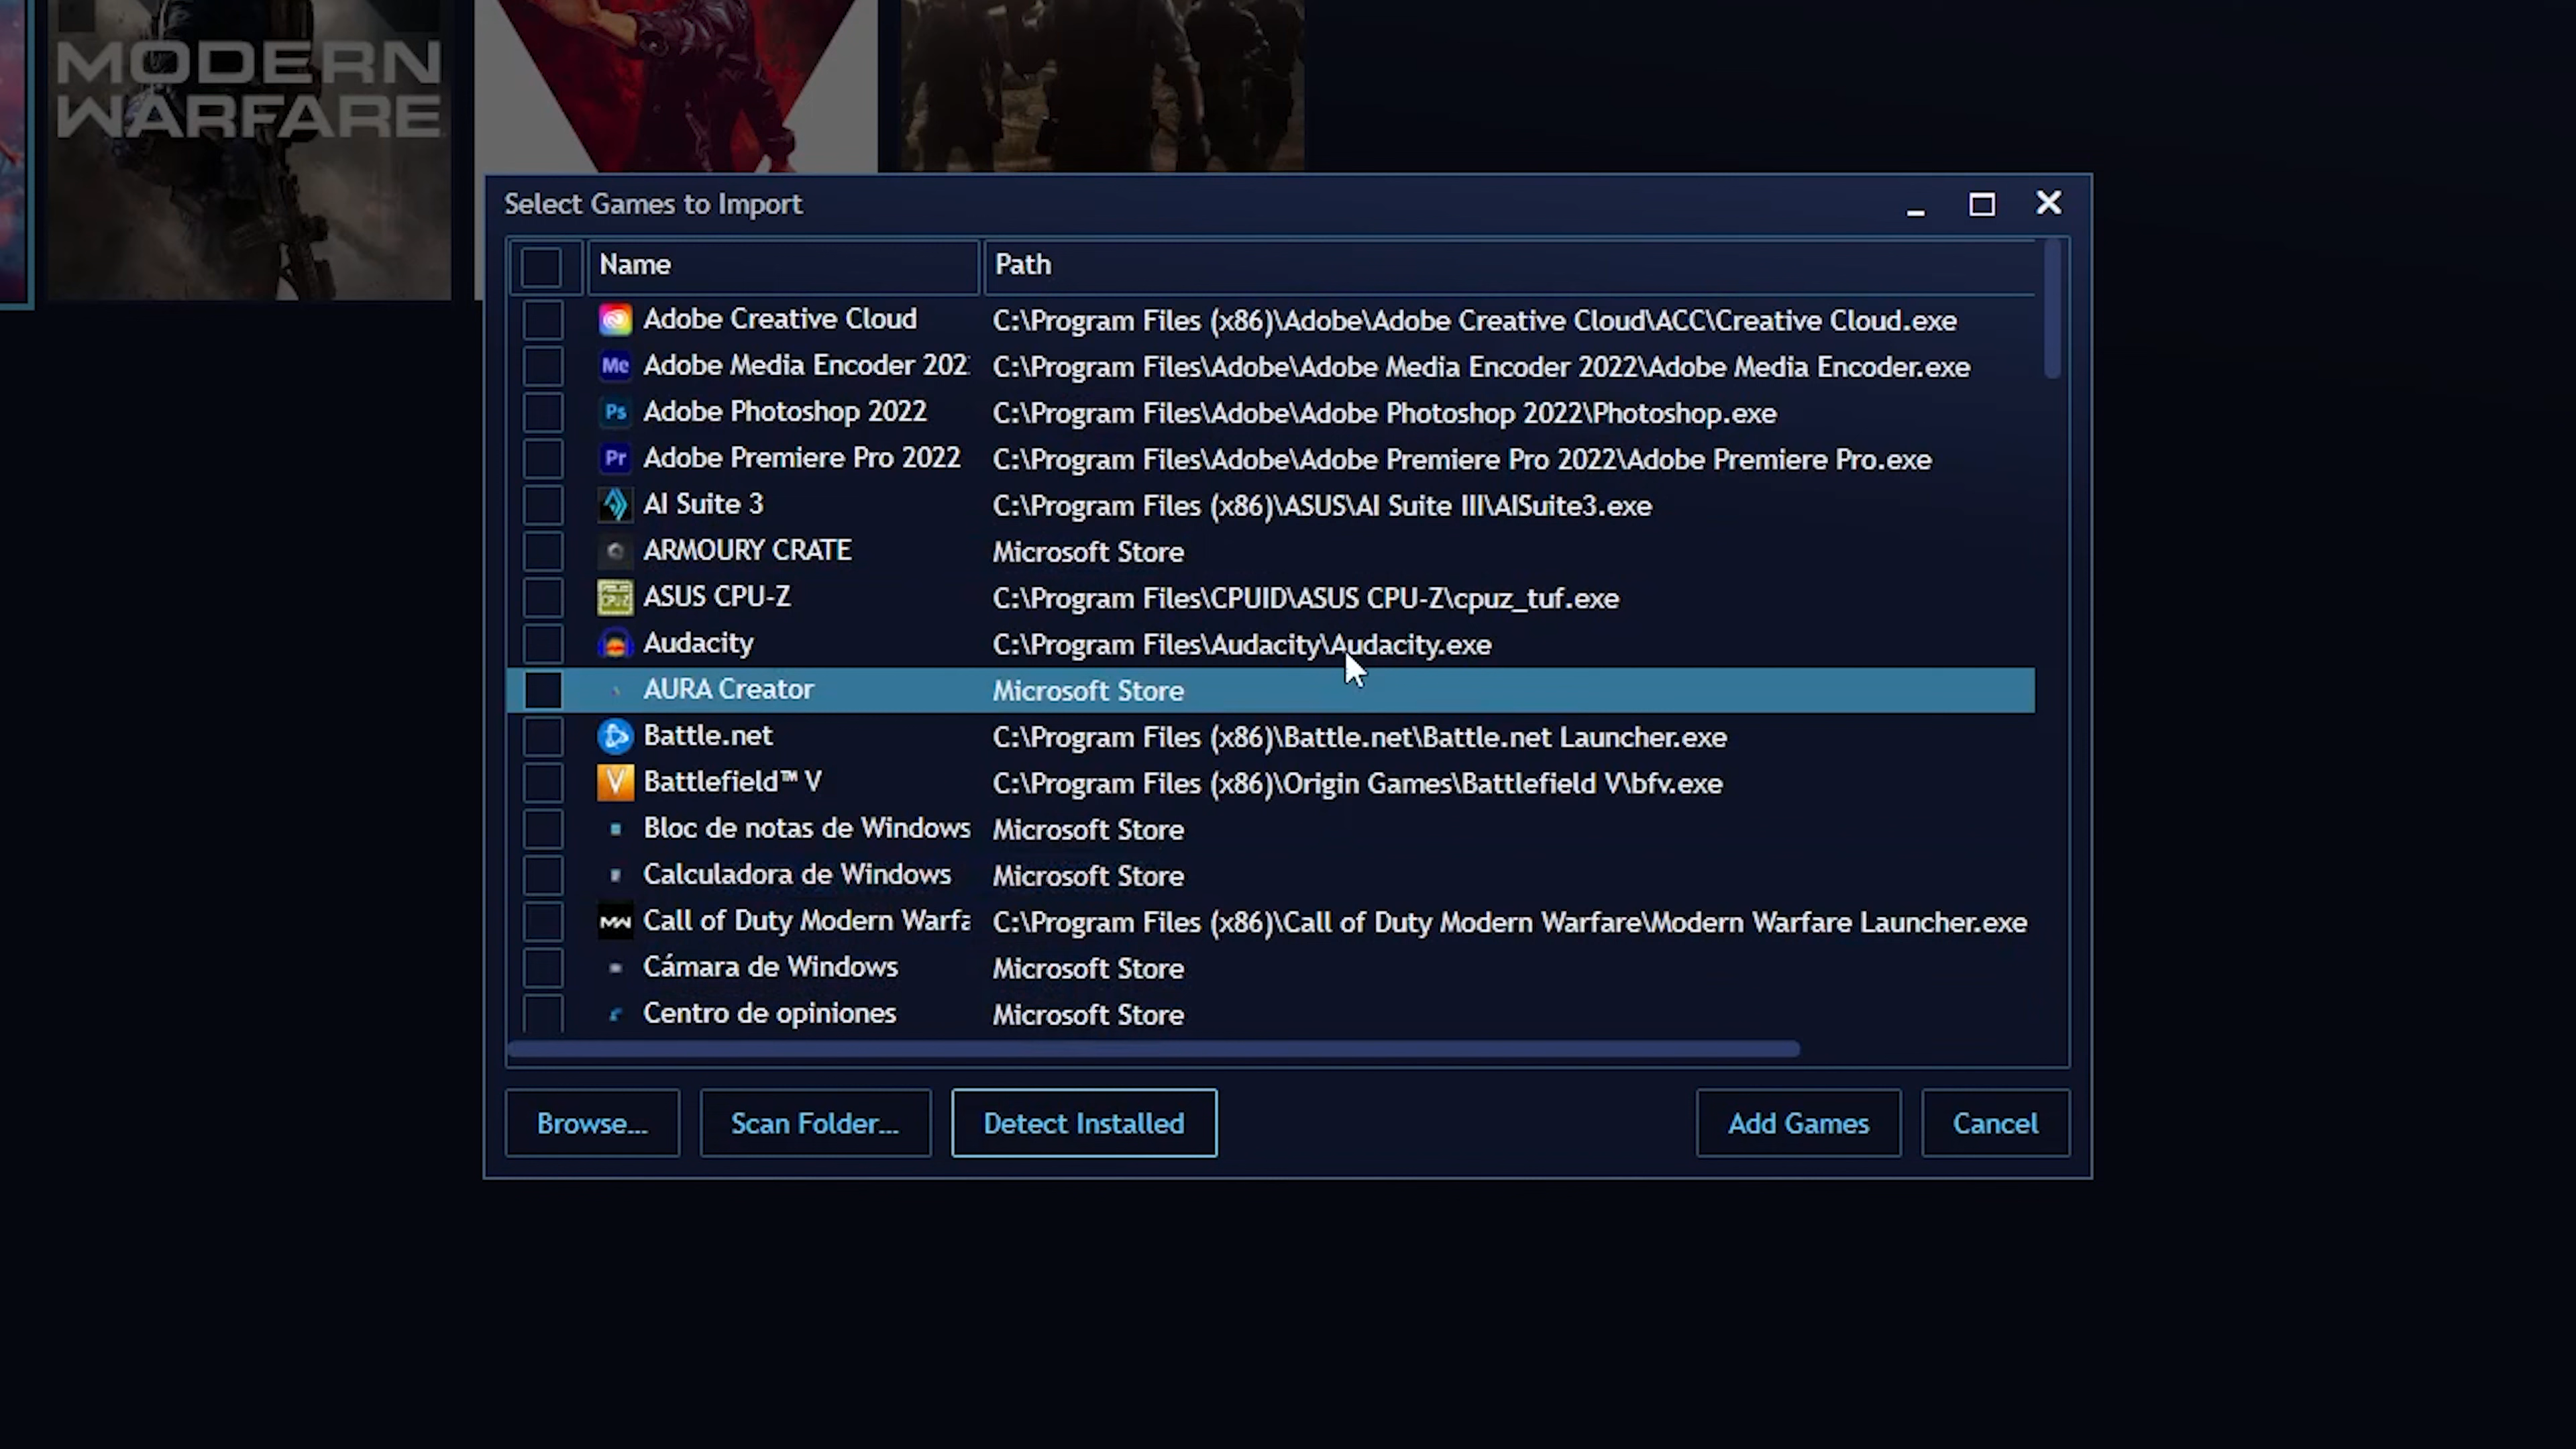 MODERN
WARFARE
Select Games to Import
Name Path
Adobe Creative Cloud C:\Program Files (x86)\Adobe\Adobe Creative Cloud\ACC\Creative Cloud.exe
Me Adobe Media Encoder 202 C:\Program Files\Adobe\Adobe Media Encoder 2022\Adobe Media Encoder.exe
Ps Adobe Photoshop 2022 C:\Program Files\Adobe\Adobe Photoshop 2022\Photoshop.exe
Pr Adobe Premiere Pro 2022 C:\Program Files\Adobe\Adobe Premiere Pro 2022\Adobe Premiere Pro.exe
AI Suite 3 C:\Program Files (x86)\ASUS\AI Suite III\AISuite3.exe
ARMOURY CRATE Microsoft Store
CPU-Z ASUS CPU-Z C:\Program Files\CPUID\ASUS CPU-Z\cpuz_tuf.exe
Audacity C:\Program Files\Audacity\Audacity.exe
AURA Creator Microsoft Store
Battle.net C:\Program Files (x86)\Battle.net\Battle.net Launcher.exe
V Battlefield™ V C:\Program Files (x86)\Origin Games\Battlefield V\bfv.exe
Bloc de notas de Windows Microsoft Store
Calculadora de Windows Microsoft Store
MW Call of Duty Modern Warfa C:\Program Files (x86)\Call of Duty Modern Warfare\Modern Warfare Launcher.exe
Cámara de Windows Microsoft Store
Centro de opiniones Microsoft Store
Browse... Scan Folder... Detect Installed Add Games Cancel